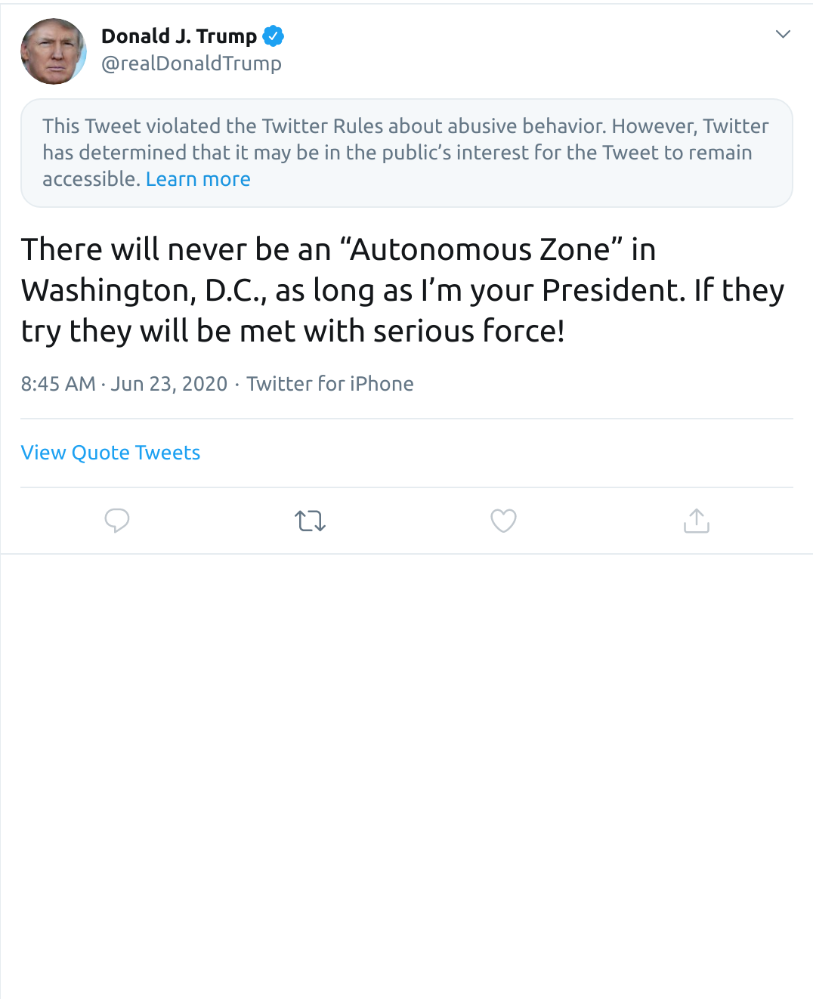 Donald J. Trump
@realDonaldTrump
This Tweet violated the Twitter Rules about abusive behavior. However, Twitter
has determined that it may be in the public’s interest for the Tweet to remain
accessible. Learn more
There will never be an “Autonomous Zone” in
Washington, D.C., as long as I’m your President. If they
try they will be met with serious force!
8:45 AM · Jun 23, 2020 · Twitter for iPhone
View Quote Tweets